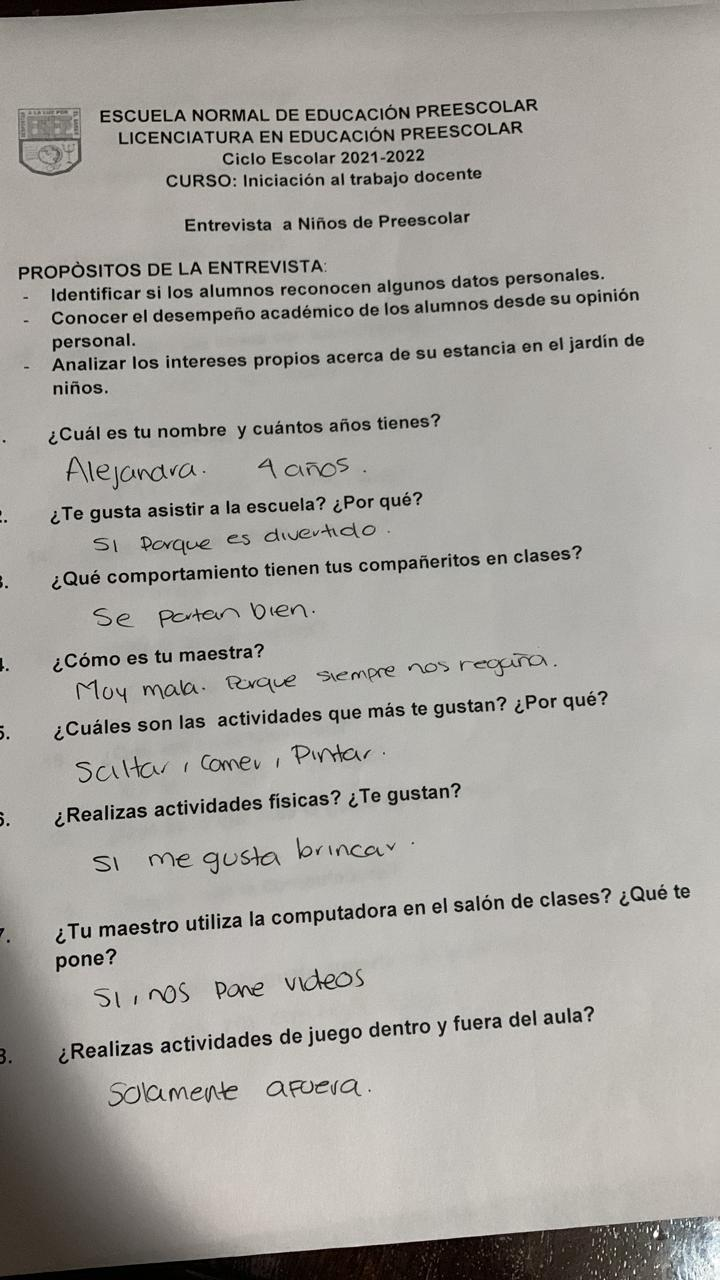 ESCUELA NORMAL DE EDUCACIÓN PREESCOLAR
LICENCIATURA EN EDUCACIÓN PREESCOLAR
Ciclo Escolar 2021-2022
CURSO: Iniciación al trabajo docente
Entrevista a Niños de Preescolar
PROPÒSITOS DE LA ENTREVISTA:
- Identificar si los alumnos reconocen algunos datos personales.
- Conocer el desempeño académico de los alumnos desde su opinión
personal.
- Analizar los intereses propios acerca de su estancia en el jardín de
niños.
. ¿Cuál es tu nombre y cuántos años tienes?
Alejandra. 4 años.
2. ¿Te gusta asistir a la escuela? ¿Por qué?
SI Porque es divertido.
3. ¿Qué comportamiento tienen tus compañeritos en clases?
Se portan bien.
4. ¿Cómo es tu maestra?
Muy mala. Porque siempre nos regaña.
5. ¿Cuáles son las actividades que más te gustan? ¿Por qué?
Saltar, Comer, Pintar.
6. ¿Realizas actividades físicas? ¿Te gustan?
SI me gusta brincar.
7. ¿Tu maestro utiliza la computadora en el salón de clases? ¿Qué te
pone?
SI, nos pone videos
8. ¿Realizas actividades de juego dentro y fuera del aula?
Solamente afuera.